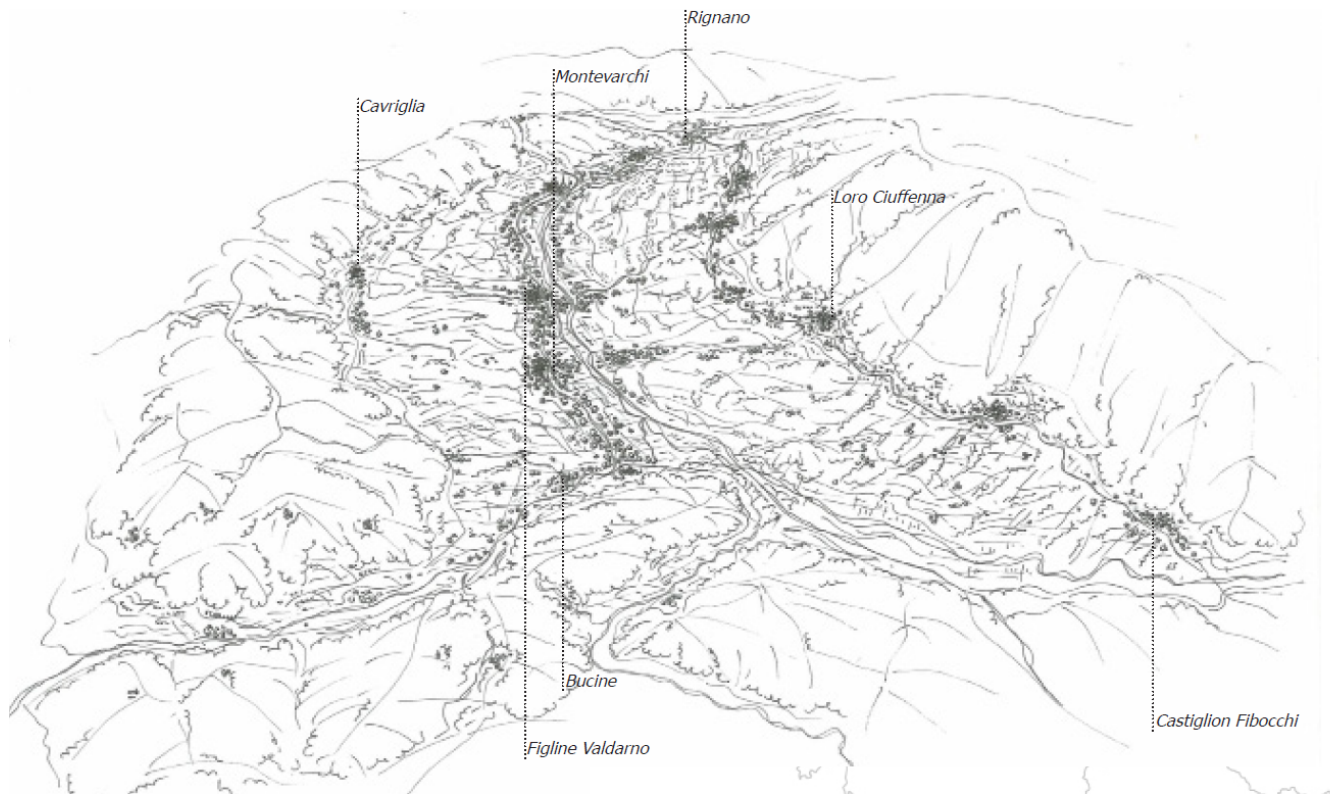 Rignano
Montevarchi
Cavriglia
Loro Ciuffenna
Bucine
Castiglion Fibocchi
Figline Valdarno